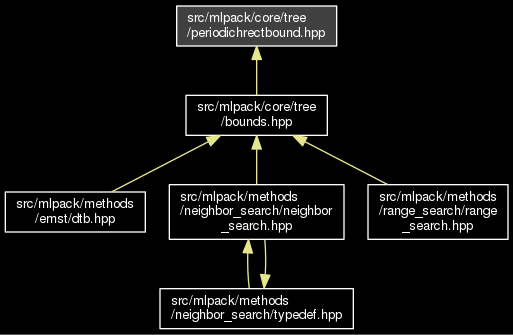 src/mlpack/core/tree
/periodichrectbound.hpp
src/mlpack/core/tree
/bounds.hpp
src/mlpack/methods
/emst/dtb.hpp
src/mlpack/methods
/neighbor_search/neighbor
_search.hpp
src/mlpack/methods
/range_search/range
_search.hpp
src/mlpack/methods
/neighbor_search/typedef.hpp